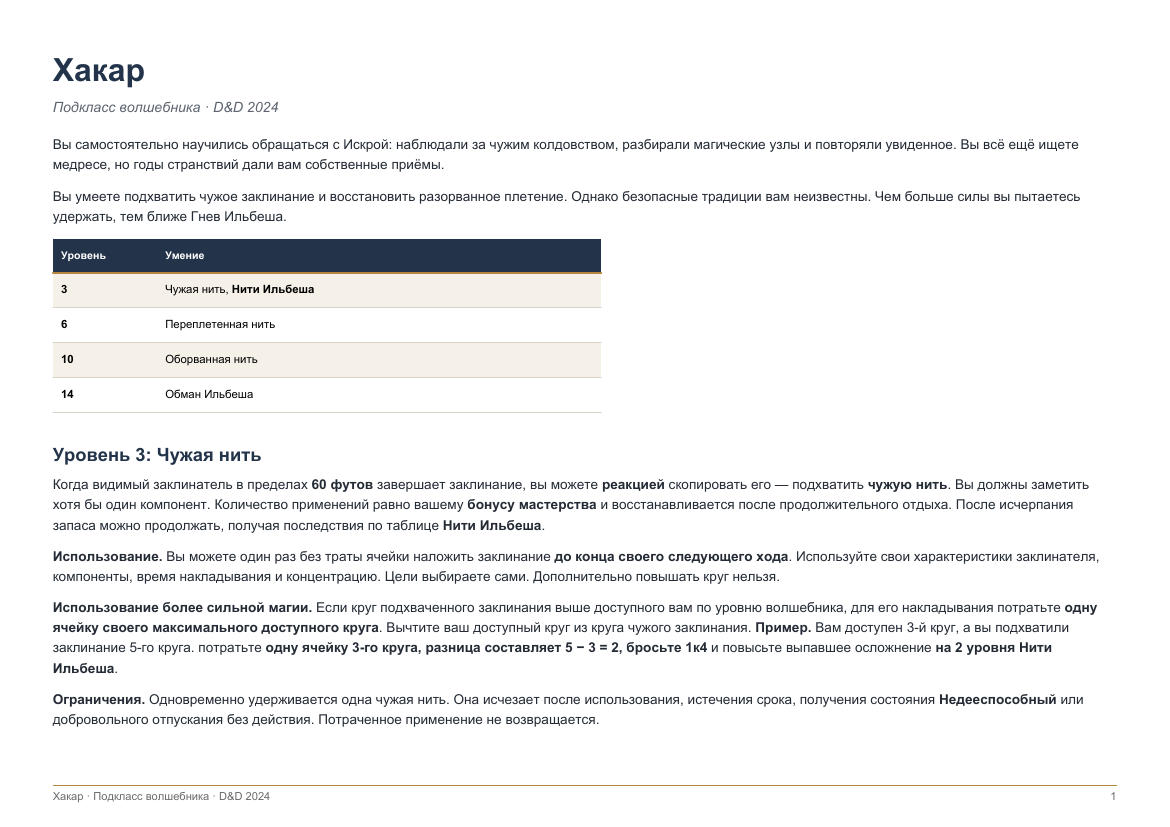 Хакар
Подкласс волшебника · D&D 2024
Вы самостоятельно научились обращаться с Искрой: наблюдали за чужим колдовством, разбирали магические узлы и повторяли увиденное. Вы всё ещё ищете
медресе, но годы странствий дали вам собственные приёмы.
Вы умеете подхватить чужое заклинание и восстановить разорванное плетение. Однако безопасные традиции вам неизвестны. Чем больше силы вы пытаетесь
удержать, тем ближе Гнев Ильбеша.
Уровень Умение
3 Чужая нить, Нити Ильбеша
6 Переплетенная нить
10 Оборванная нить
14 Обман Ильбеша
Уровень 3: Чужая нить
Когда видимый заклинатель в пределах 60 футов завершает заклинание, вы можете реакцией скопировать его — подхватить чужую нить. Вы должны заметить
хотя бы один компонент. Количество применений равно вашему бонусу мастерства и восстанавливается после продолжительного отдыха. После исчерпания
запаса можно продолжать, получая последствия по таблице Нити Ильбеша.
Использование. Вы можете один раз без траты ячейки наложить заклинание до конца своего следующего хода. Используйте свои характеристики заклинателя,
компоненты, время накладывания и концентрацию. Цели выбираете сами. Дополнительно повышать круг нельзя.
Использование более сильной магии. Если круг подхваченного заклинания выше доступного вам по уровню волшебника, для его накладывания потратьте одну
ячейку своего максимального доступного круга. Вычтите ваш доступный круг из круга чужого заклинания. Пример. Вам доступен 3-й круг, а вы подхватили
заклинание 5-го круга. потратьте одну ячейку 3-го круга, разница составляет 5 − 3 = 2, бросьте 1к4 и повысьте выпавшее осложнение на 2 уровня Нити
Ильбеша.
Ограничения. Одновременно удерживается одна чужая нить. Она исчезает после использования, истечения срока, получения состояния Недееспособный или
добровольного отпускания без действия. Потраченное применение не возвращается.
Хакар · Подкласс волшебника · D&D 2024 1